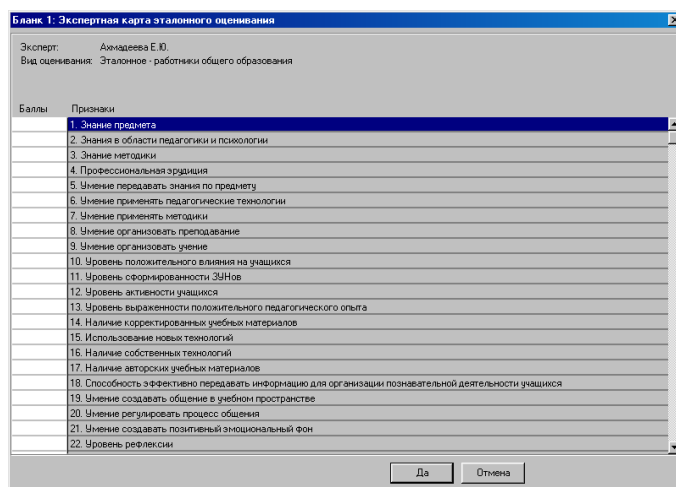 Бланк 1: Экспертная карта эталонного оценивания
Эксперт: Ахмадеева Е.Ю.
Вид оценивания: Эталонное - работники общего образования
Баллы Признаки
1. Знание предмета
2. Знания в области педагогики и психологии
3. Знание методики
4. Профессиональная эрудиция
5. Умение передавать знания по предмету
6. Умение применять педагогические технологии
7. Умение применять методики
8. Умение организовать преподавание
9. Умение организовать учение
10. Уровень положительного влияния на учащихся
11. Уровень сформированности ЗУНов
12. Уровень активности учащихся
13. Уровень выраженности положительного педагогического опыта
14. Наличие корректированных учебных материалов
15. Использование новых технологий
16. Наличие собственных технологий
17. Наличие авторских учебных материалов
18. Способность эффективно передавать информацию для организации познавательной деятельности учащихся
19. Умение создавать общение в учебном пространстве
20. Умение регулировать процесс общения
21. Умение создавать позитивный эмоциональный фон
22. Уровень рефлексии
Да Отмена